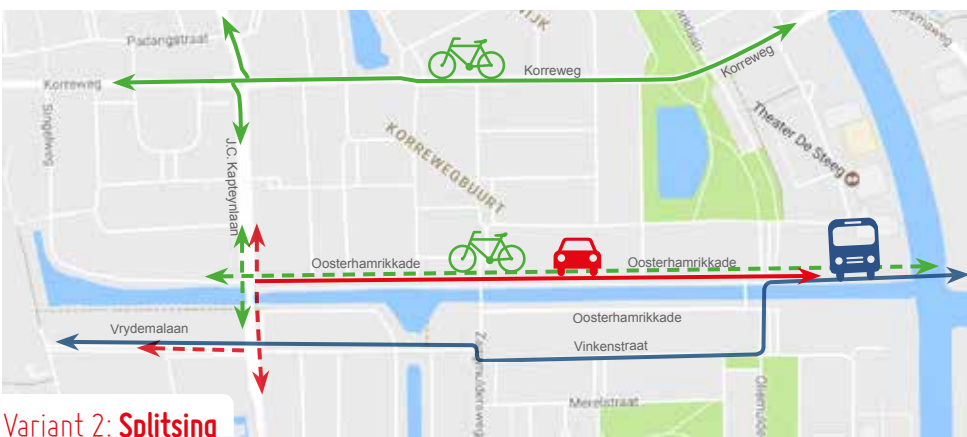 WIJK
Padangstraat
Korreweg
Korreweg
Korreweg
Singelweg
J.C. Kapteynlaan
KORREWEGBUURT
Theater De Steeg
Oosterhamrikkade
Oosterhamrikkade
Oosterhamrikkade
Vrydemalaan
Vinkenstraat
Merelstraat
Variant 2: Splitsing